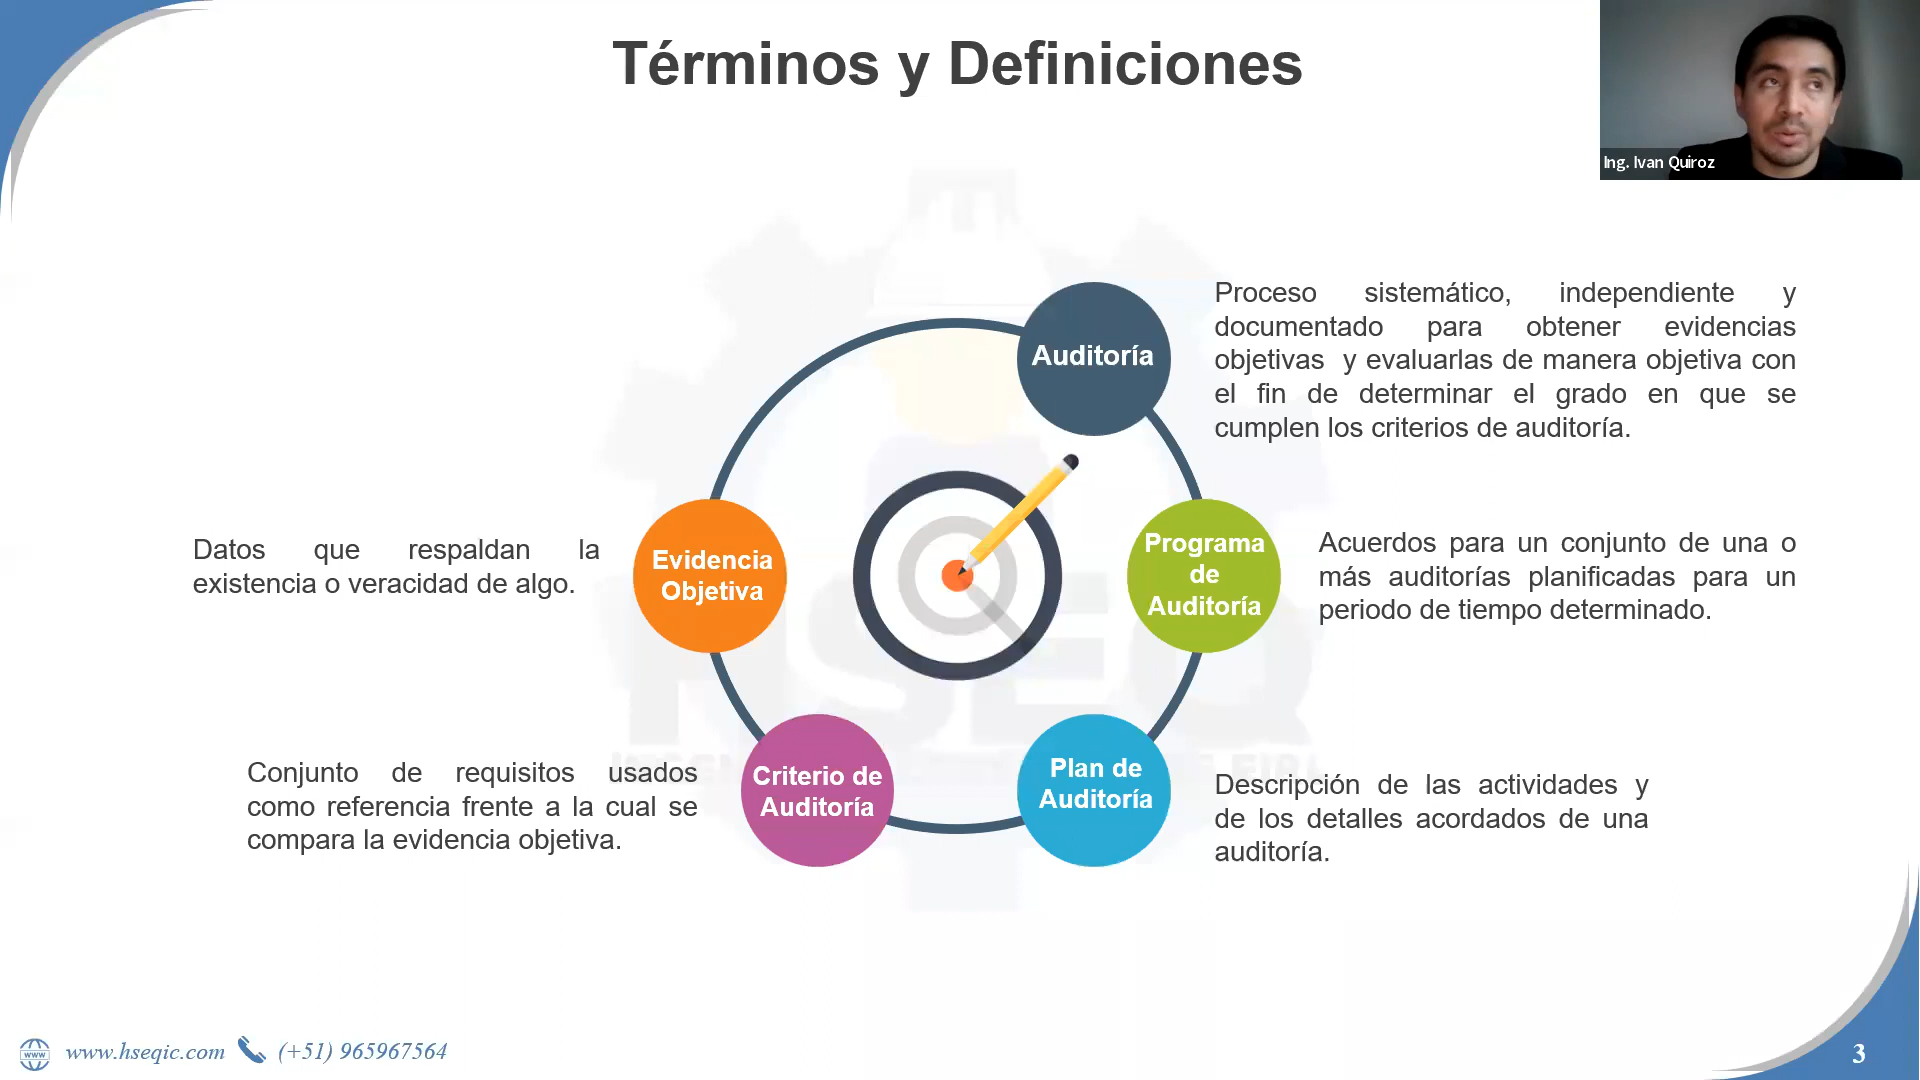 Términos y Definiciones
Ing. Ivan Quiroz
Auditoría
Proceso sistemático, independiente y
documentado para obtener evidencias
objetivas y evaluarlas de manera objetiva con
el fin de determinar el grado en que se
cumplen los criterios de auditoría.
Programa
de
Auditoría
Acuerdos para un conjunto de una o
más auditorías planificadas para un
periodo de tiempo determinado.
Plan de
Auditoría
Descripción de las actividades y
de los detalles acordados de una
auditoría.
Criterio de
Auditoría
Conjunto de requisitos usados
como referencia frente a la cual se
compara la evidencia objetiva.
Evidencia
Objetiva
Datos que respaldan la
existencia o veracidad de algo.
HSEQ
www
www.hseqic.com
(+51) 965967564
3